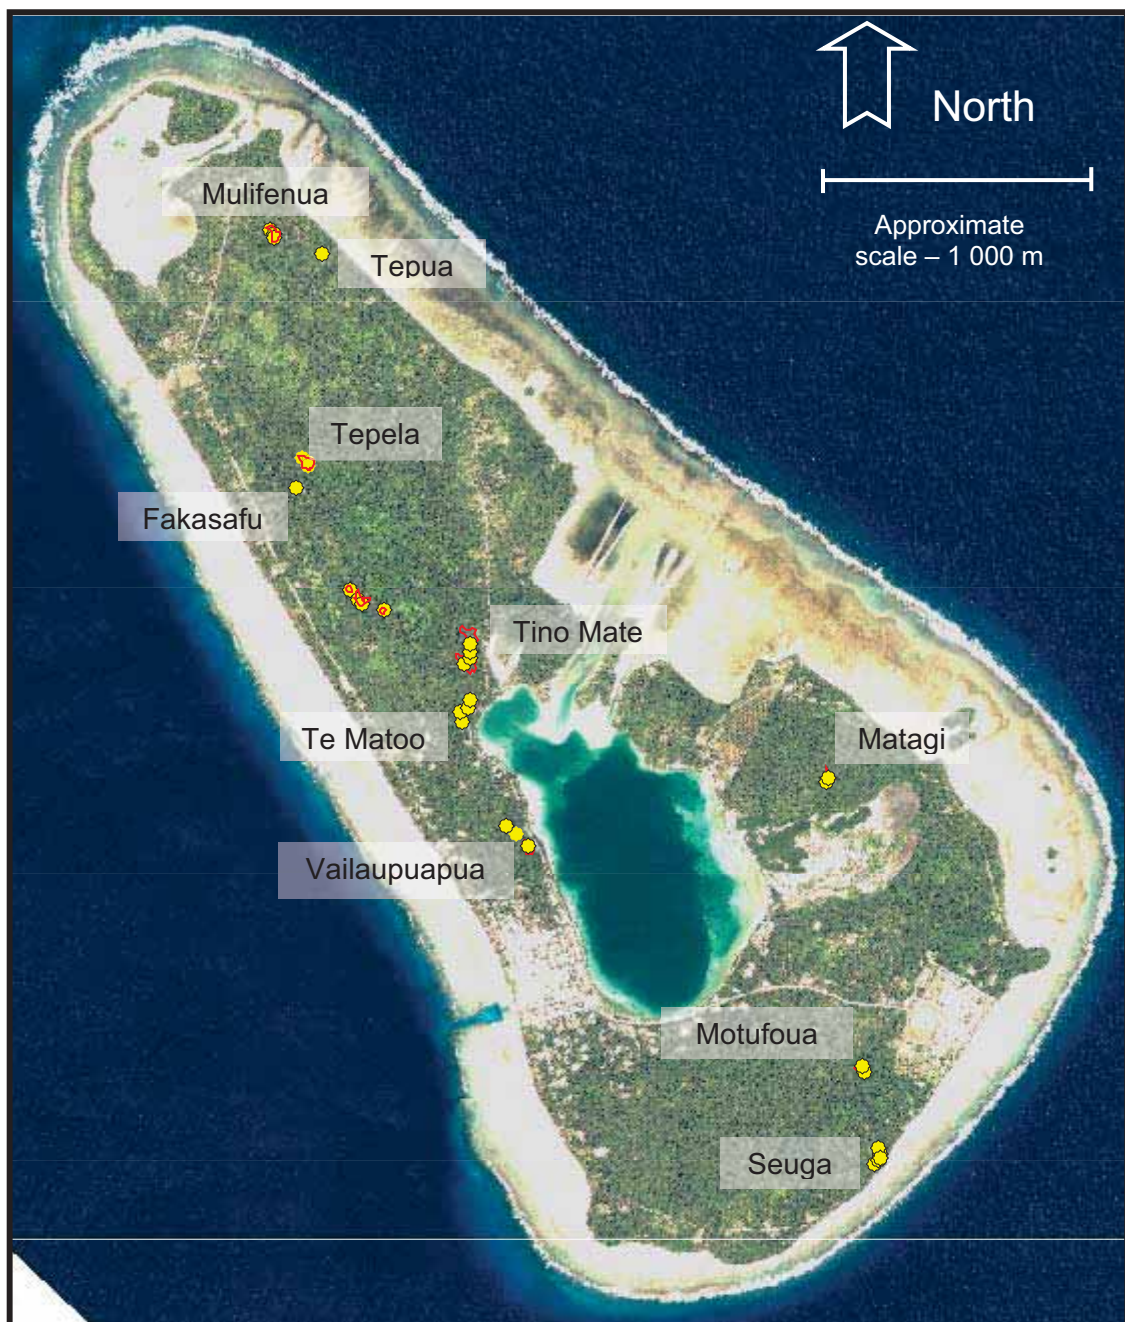 North
Mulifenua
Approximate
scale – 1 000 m
Tepua
Tepela
Fakasafu
Tino Mate
Te Matoo
Matagi
Vailaupuapua
Motufoua
Seuga